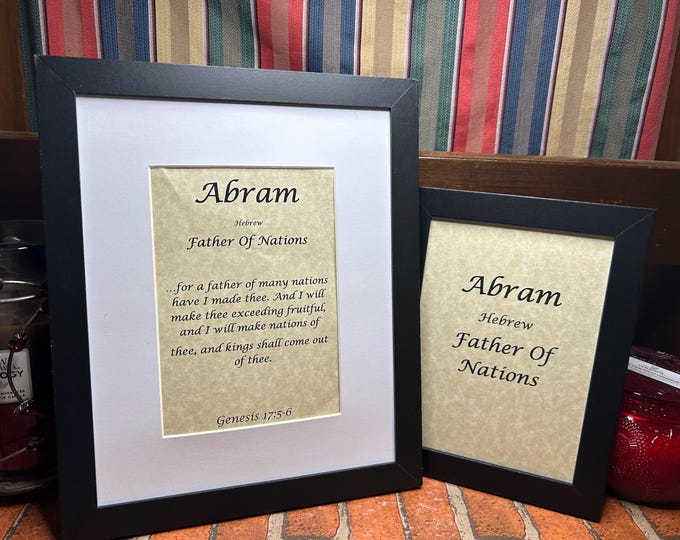 Abram
Hebrew
Father Of Nations
...for a father of many nations
have I made thee. And I will
make thee exceeding fruitful,
and I will make nations of
thee, and kings shall come out
of thee.
Genesis 17:5-6
Abram
Hebrew
Father Of
Nations